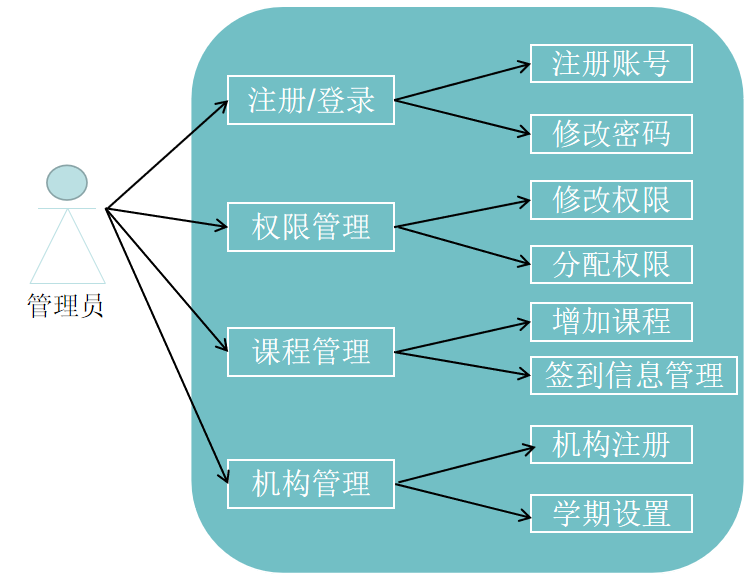 管理员
注册/登录
注册账号
修改密码
权限管理
修改权限
分配权限
课程管理
增加课程
签到信息管理
机构管理
机构注册
学期设置